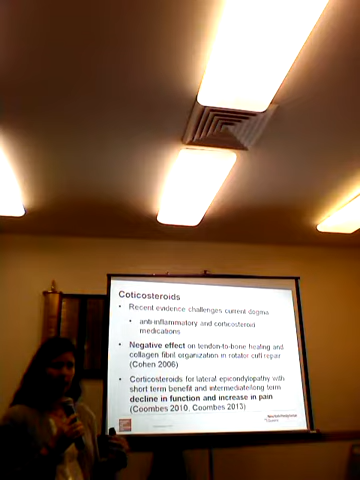 Coticosteroids
• Recent evidence challenges current dogma
• anti-inflammatory and corticosteroid
medications
• Negative effect on tendon-to-bone healing and
collagen fibril organization in rotator cuff repair
(Cohen 2006)
• Corticosteroids for lateral epicondylopathy with
short term benefit and intermediate/long term
decline in function and increase in pain
(Coombes 2010, Coombes 2013)